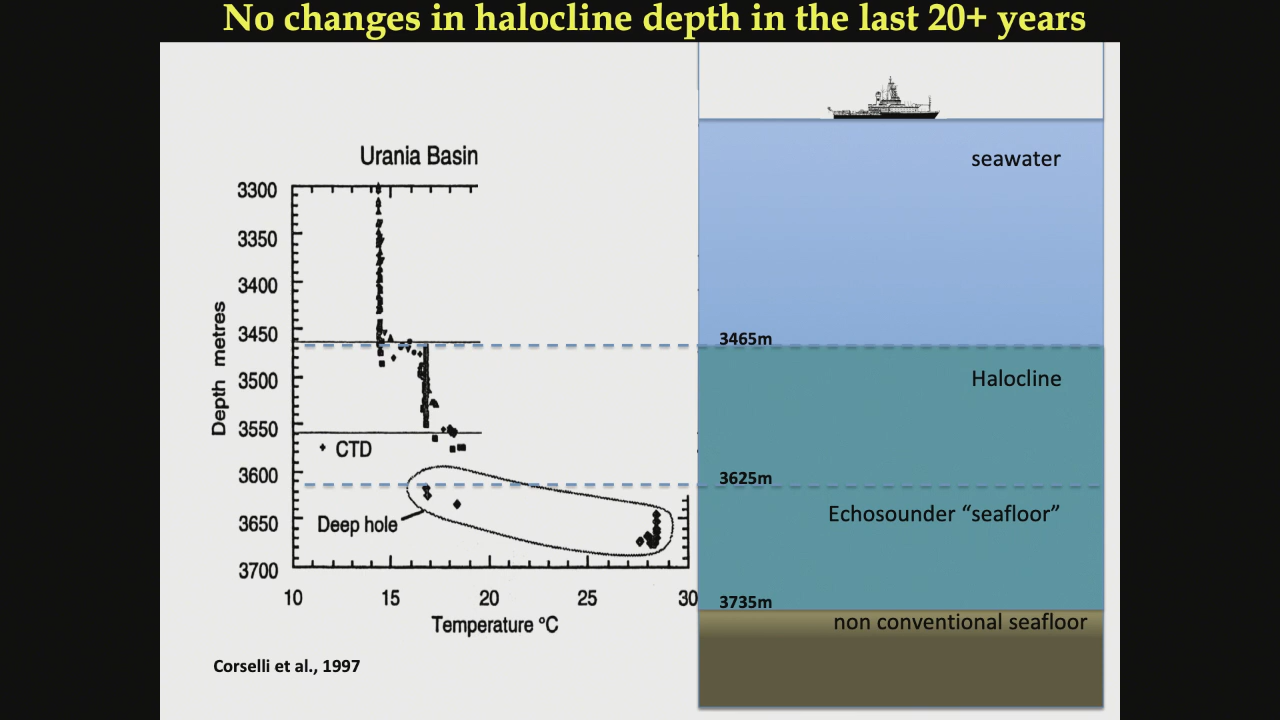 No changes in halocline depth in the last 20+ years
Urania Basin
3300
3350
3400
3450
3500
3550
3600
3650
3700
Depth metres
CTD
Deep hole
10
15
20
25
30
Temperature °C
Corselli et al., 1997
seawater
3465m
Halocline
3625m
Echosounder “seafloor”
3735m
non conventional seafloor